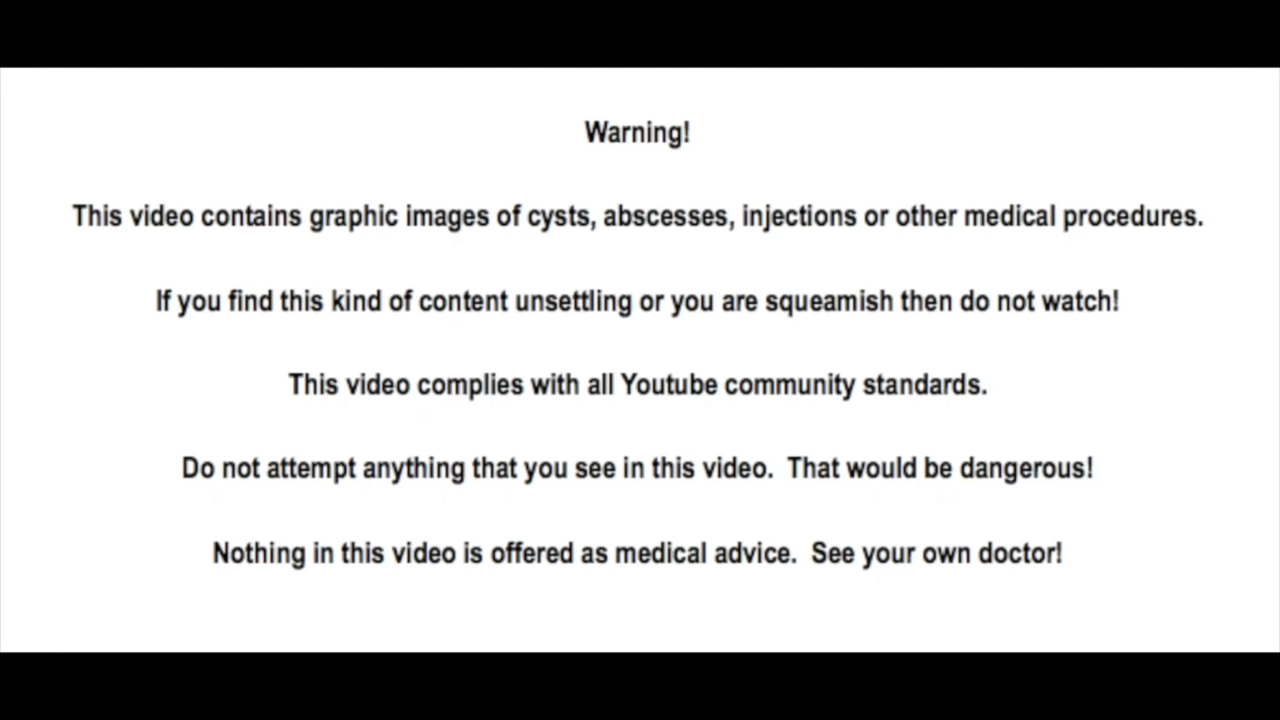 Warning!
This video contains graphic images of cysts, abscesses, injections or other medical procedures.
If you find this kind of content unsettling or you are squeamish then do not watch!
This video complies with all Youtube community standards.
Do not attempt anything that you see in this video.  That would be dangerous!
Nothing in this video is offered as medical advice.  See your own doctor!